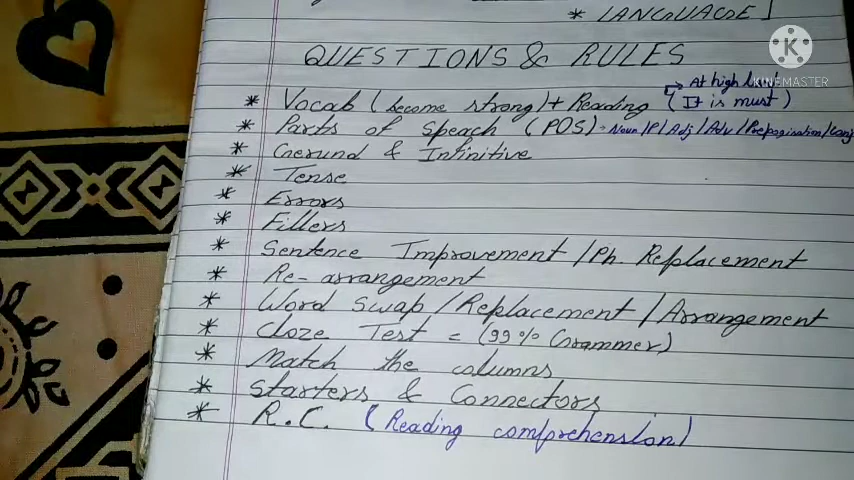 * LANGUAGE]
QUESTIONS & RULES
At high level
* Vocab (become strong) + Reading (It is must)
* Parts of Speach (POS) - Noun/P/Adj/Adv/
* Gerund & Infinitive
* Tense
* Errors
* Fillers
* Sentence Improvement / Ph. Replacement
* Re-arrangement
* Word Swap / Replacement / Arrangement
* Cloze Test = (99% Grammer)
* Match the columns
* Starters & Connectors
* R.C. (Reading comprehension)
K
KINEMASTER